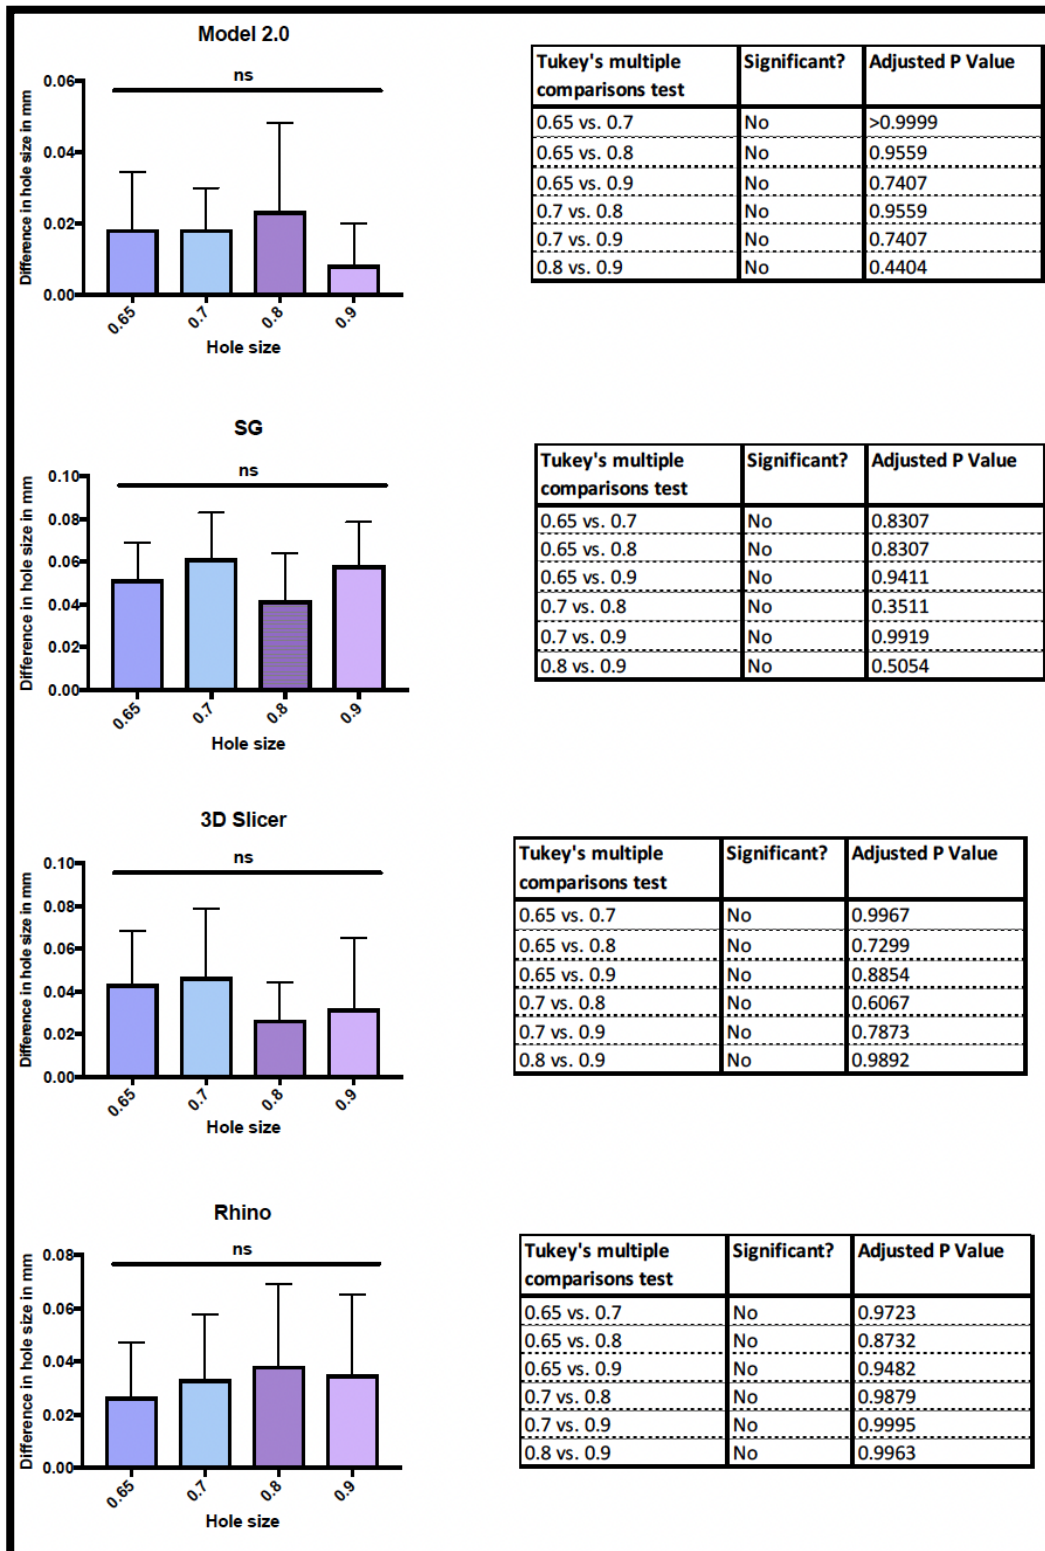 Model 2.0
Difference in hole size in mm
0.06
0.04
0.02
0.00
ns
0.65
0.7
0.8
0.9
Hole size
Tukey's multiple comparisons test Significant? Adjusted P Value
0.65 vs. 0.7 No >0.9999
0.65 vs. 0.8 No 0.9559
0.65 vs. 0.9 No 0.7407
0.7 vs. 0.8 No 0.9559
0.7 vs. 0.9 No 0.7407
0.8 vs. 0.9 No 0.4404
SG
Difference in hole size in mm
0.10
0.08
0.06
0.04
0.02
0.00
ns
0.65
0.7
0.8
0.9
Hole size
Tukey's multiple comparisons test Significant? Adjusted P Value
0.65 vs. 0.7 No 0.8307
0.65 vs. 0.8 No 0.8307
0.65 vs. 0.9 No 0.9411
0.7 vs. 0.8 No 0.3511
0.7 vs. 0.9 No 0.9919
0.8 vs. 0.9 No 0.5054
3D Slicer
Difference in hole size in mm
0.10
0.08
0.06
0.04
0.02
0.00
ns
0.65
0.7
0.8
0.9
Hole size
Tukey's multiple comparisons test Significant? Adjusted P Value
0.65 vs. 0.7 No 0.9967
0.65 vs. 0.8 No 0.7299
0.65 vs. 0.9 No 0.8854
0.7 vs. 0.8 No 0.6067
0.7 vs. 0.9 No 0.7873
0.8 vs. 0.9 No 0.9892
Rhino
Difference in hole size in mm
0.08
0.06
0.04
0.02
0.00
ns
0.65
0.7
0.8
0.9
Hole size
Tukey's multiple comparisons test Significant? Adjusted P Value
0.65 vs. 0.7 No 0.9723
0.65 vs. 0.8 No 0.8732
0.65 vs. 0.9 No 0.9482
0.7 vs. 0.8 No 0.9879
0.7 vs. 0.9 No 0.9995
0.8 vs. 0.9 No 0.9963